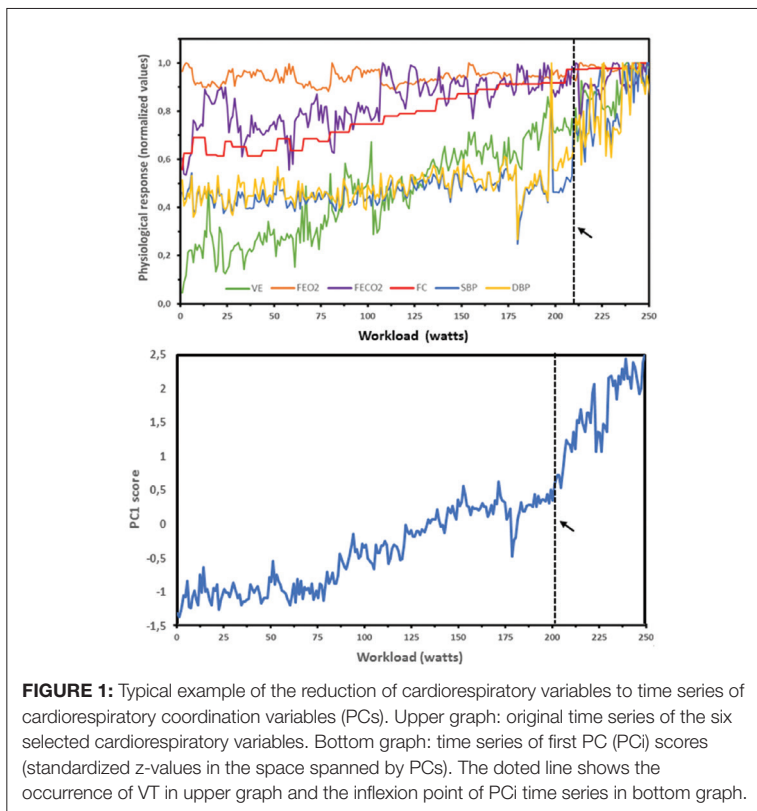 Physiological response (normalized values)
1,0
0,8
0,6
0,4
0,2
0,0
VE FEO2 FECO2 FC SBP DBP
0 25 50 75 100 125 150 175 200 225 250
Workload (watts)
PC1 score
2,5
2
1,5
1
0,5
0
-0,5
-1
-1,5
0 25 50 75 100 125 150 175 200 225 250
Workload (watts)
FIGURE 1: Typical example of the reduction of cardiorespiratory variables to time series of
cardiorespiratory coordination variables (PCs). Upper graph: original time series of the six
selected cardiorespiratory variables. Bottom graph: time series of first PC (PCi) scores
(standardized z-values in the space spanned by PCs). The doted line shows the
occurrence of VT in upper graph and the inflexion point of PCi time series in bottom graph.